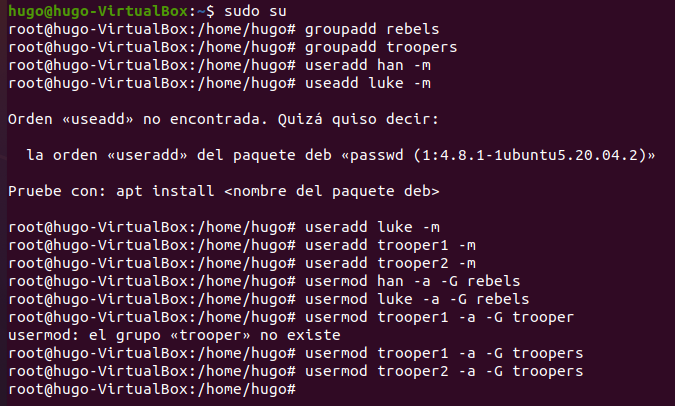 hugo@hugo-VirtualBox:~$ sudo su
root@hugo-VirtualBox:/home/hugo# groupadd rebels
root@hugo-VirtualBox:/home/hugo# groupadd troopers
root@hugo-VirtualBox:/home/hugo# useradd han -m
root@hugo-VirtualBox:/home/hugo# useadd luke -m
Orden «useadd» no encontrada. Quizá quiso decir:
la orden «useradd» del paquete deb «passwd (1:4.8.1-1ubuntu5.20.04.2)»
Pruebe con: apt install <nombre del paquete deb>
root@hugo-VirtualBox:/home/hugo# useradd luke -m
root@hugo-VirtualBox:/home/hugo# useradd trooper1 -m
root@hugo-VirtualBox:/home/hugo# useradd trooper2 -m
root@hugo-VirtualBox:/home/hugo# usermod han -a -G rebels
root@hugo-VirtualBox:/home/hugo# usermod luke -a -G rebels
root@hugo-VirtualBox:/home/hugo# usermod trooper1 -a -G trooper
usermod: el grupo «trooper» no existe
root@hugo-VirtualBox:/home/hugo# usermod trooper1 -a -G troopers
root@hugo-VirtualBox:/home/hugo# usermod trooper2 -a -G troopers
root@hugo-VirtualBox:/home/hugo#